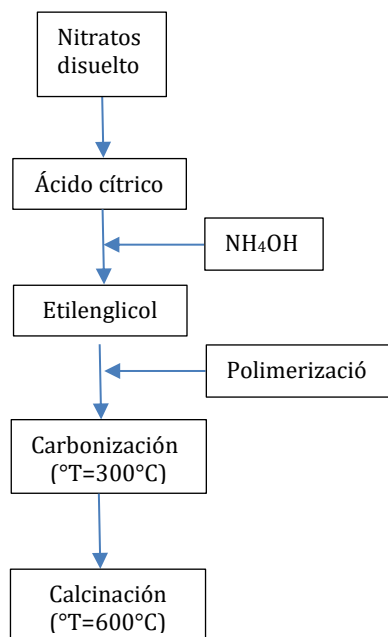 Nitratos
disuelto
Ácido cítrico
NH₄OH
Etilenglicol
Polimerizació
Carbonización
(°T=300°C)
Calcinación
(°T=600°C)